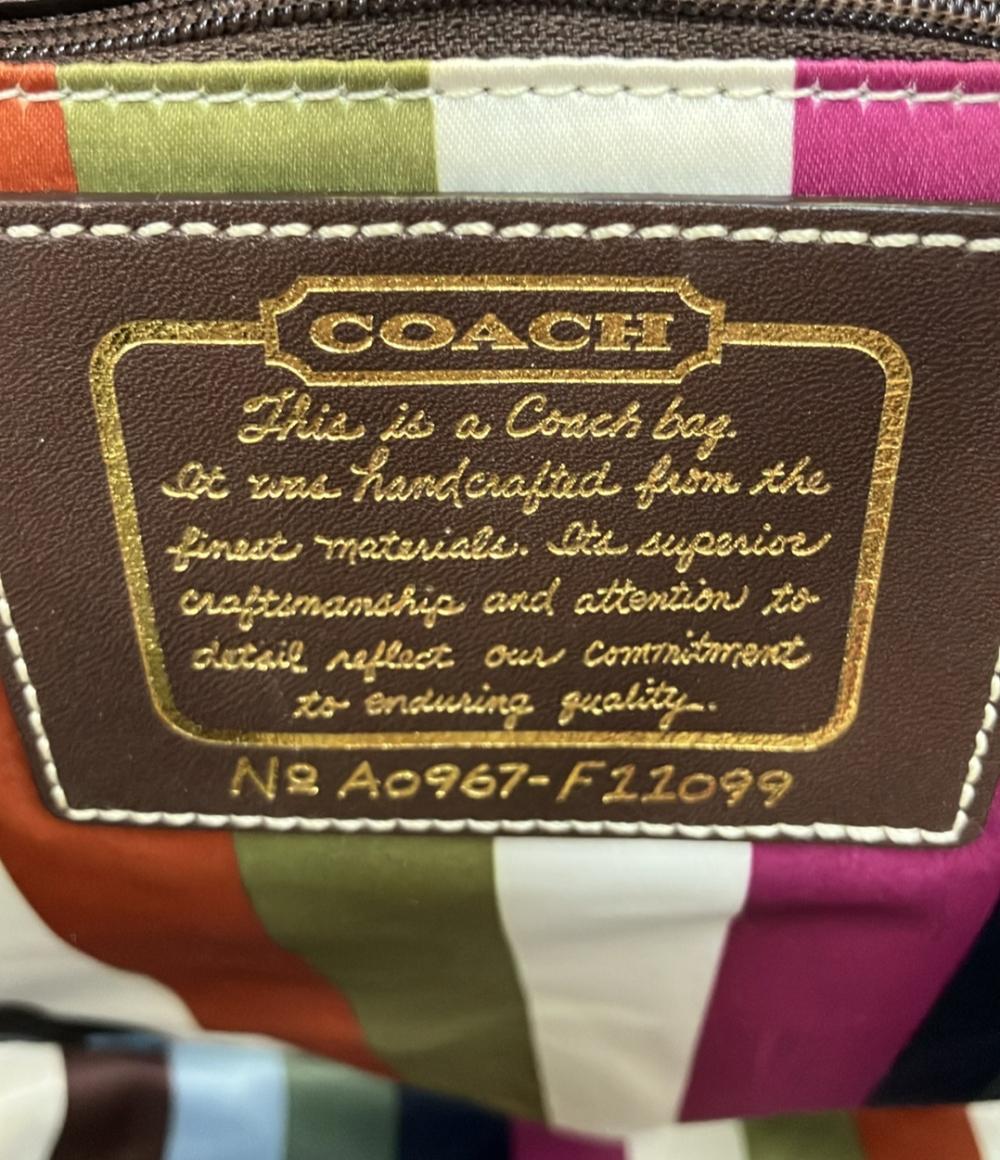 COACH
This is a Coach bag.
It was handcrafted from the
finest materials. Its superior
craftsmanship and attention to
detail reflect our commitment
to enduring quality.
Nº A0967-F11099